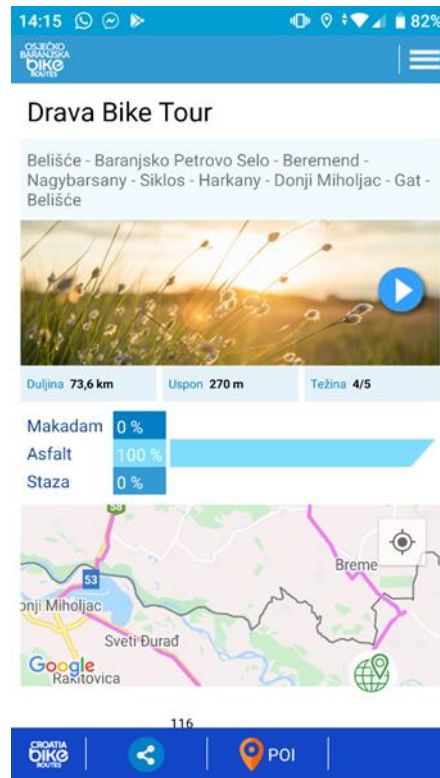 14:15
82%
OSJEČKO
BARANJSKA
bike
ROUTES
Drava Bike Tour
Belišće - Baranjsko Petrovo Selo - Beremend -
Nagybarsany - Siklos - Harkany - Donji Miholjac - Gat -
Belišće
Duljina 73,6 km
Uspon 270 m
Težina 4/5
Makadam 0 %
Asfalt 100 %
Staza 0 %
58
53
Breme
onji Miholjac
Sveti Đurađ
Google
Rakitovica
116
CROATIA
bike
ROUTES
POI